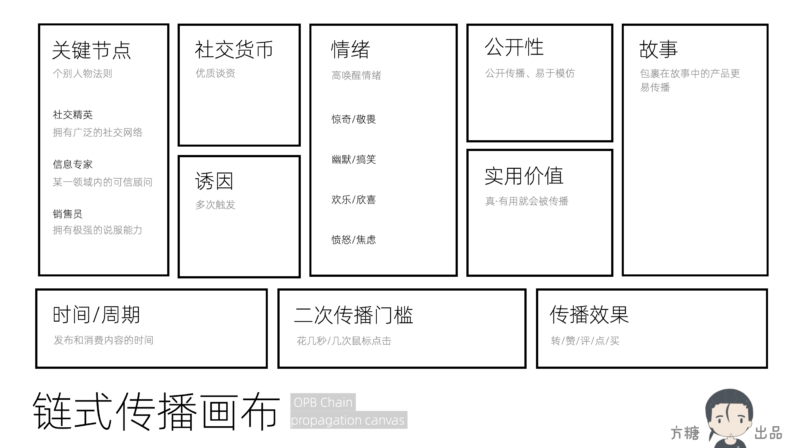 关键节点
个别人物法则
社交精英
拥有广泛的社交网络
信息专家
某一领域内的可信顾问
销售员
拥有极强的说服能力
社交货币
优质谈资
诱因
多次触发
情绪
高唤醒情绪
惊奇/敬畏
幽默/搞笑
欢乐/欣喜
愤怒/焦虑
公开性
公开传播、易于模仿
实用价值
真·有用就会被传播
故事
包裹在故事中的产品更
易传播
时间/周期
发布和消费内容的时间
二次传播门槛
花几秒/几次鼠标点击
传播效果
转/赞/评/点/买
链式传播画布
OPB Chain
propagation canvas
方糖 出品